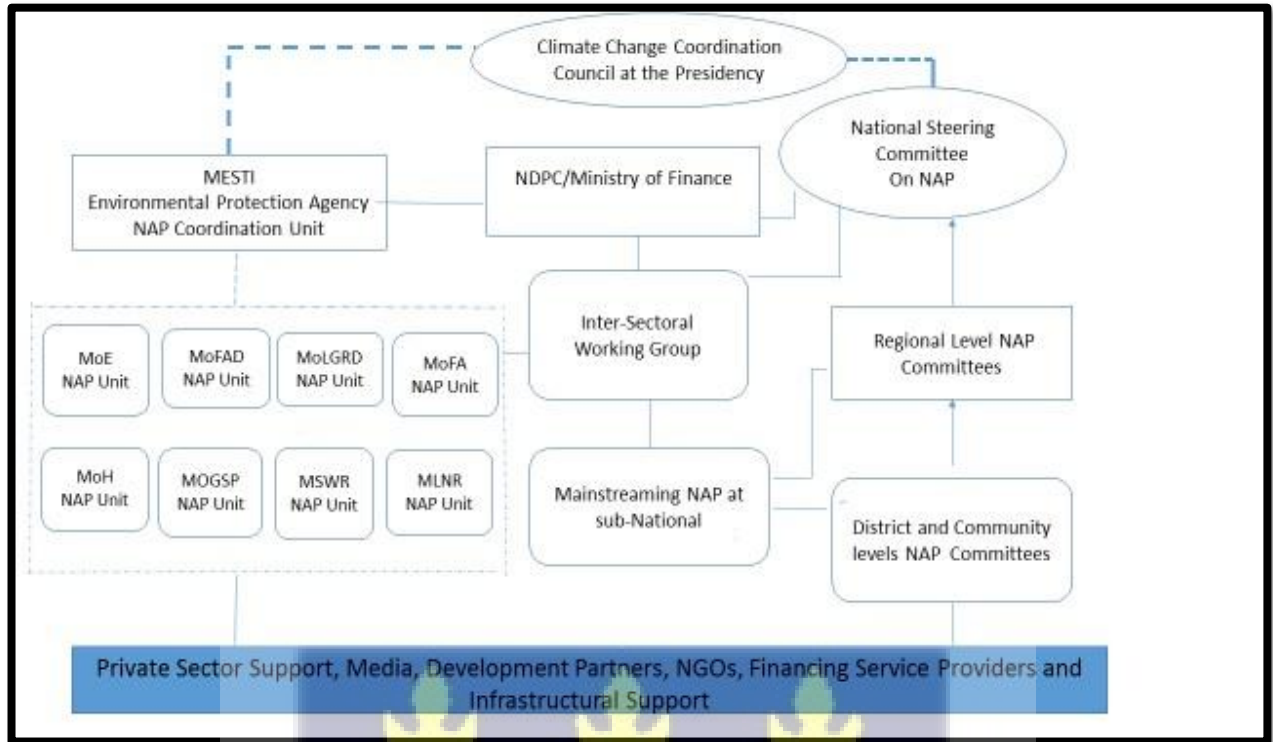 Climate Change Coordination
Council at the Presidency
National Steering
Committee
On NAP
MESTI
Environmental Protection Agency
NAP Coordination Unit
NDPC/Ministry of Finance
Inter-Sectoral
Working Group
Regional Level NAP
Committees
MoE
NAP Unit
MoFAD
NAP Unit
MoLGRD
NAP Unit
MoFA
NAP Unit
MoH
NAP Unit
MOGSP
NAP Unit
MSWR
NAP Unit
MLNR
NAP Unit
Mainstreaming NAP at
sub-National
District and Community
levels NAP Committees
Private Sector Support, Media, Development Partners, NGOs, Financing Service Providers and
Infrastructural Support